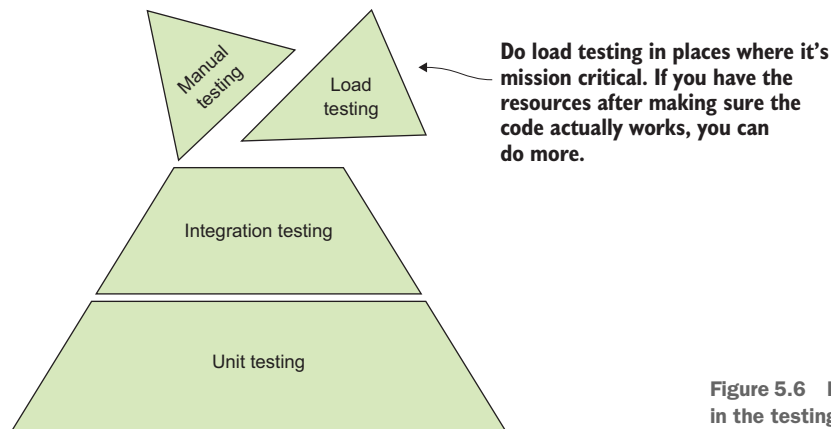 Manual
testing
Load
testing
Do load testing in places where it's
mission critical. If you have the
resources after making sure the
code actually works, you can
do more.
Integration testing
Unit testing
Figure 5.6
in the testing